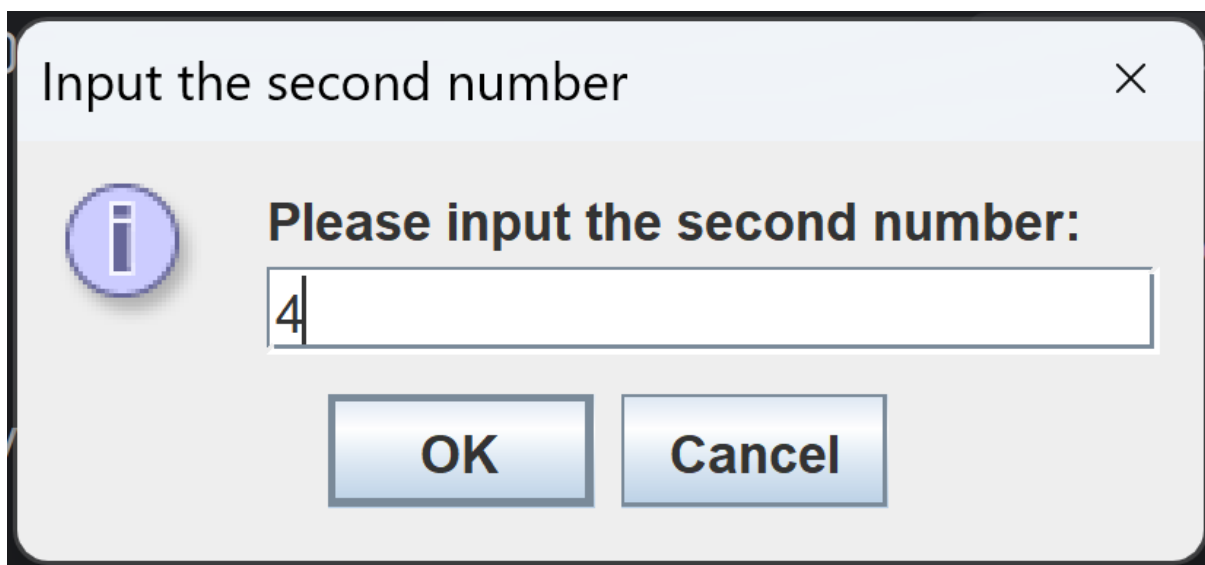 Input the second number
Please input the second number:
4
OK
Cancel